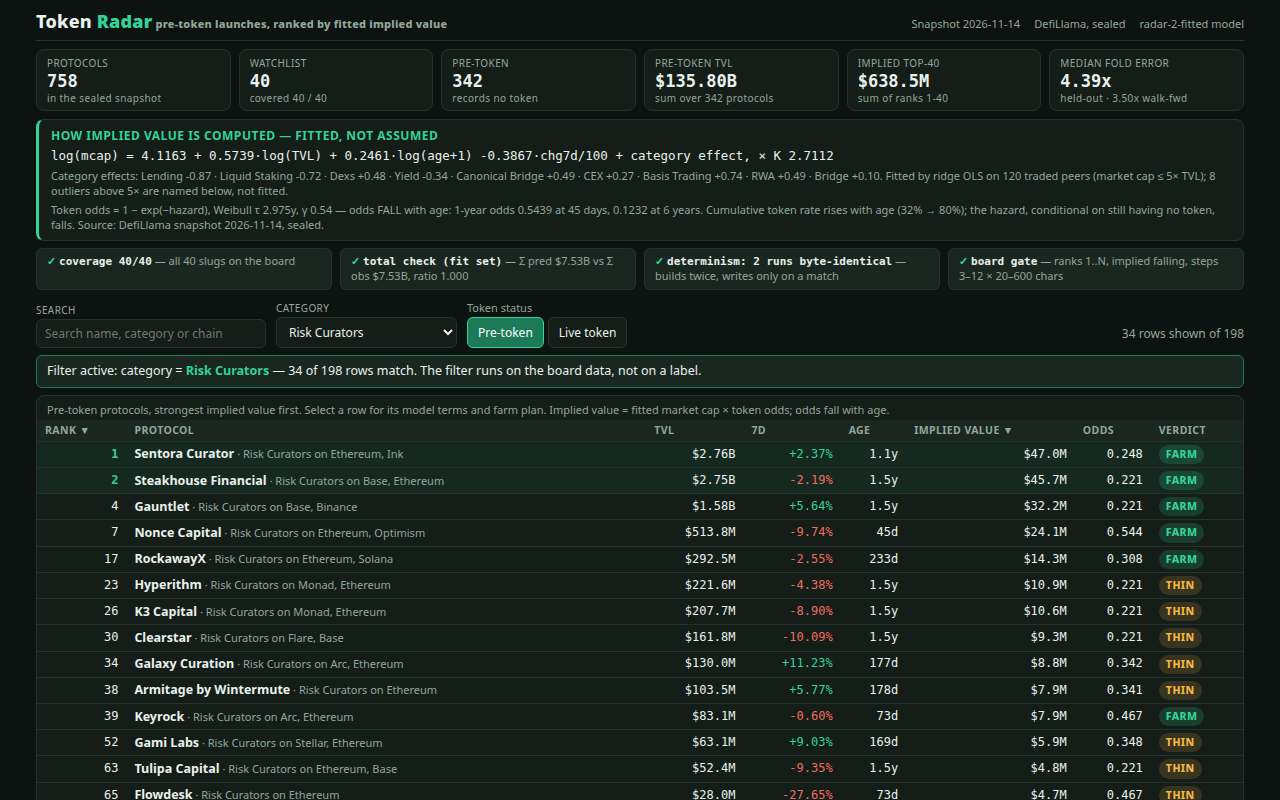 Token Radar pre-token launches, ranked by fitted implied value
Snapshot 2026-11-14 DefiLlama, sealed radar-2-fitted model
PROTOCOLS
758
in the sealed snapshot
WATCHLIST
40
covered 40 / 40
PRE-TOKEN
342
records no token
PRE-TOKEN TVL
$135.80B
sum over 342 protocols
IMPLIED TOP-40
$638.5M
sum of ranks 1-40
MEDIAN FOLD ERROR
4.39x
held-out · 3.50x walk-fwd
HOW IMPLIED VALUE IS COMPUTED — FITTED, NOT ASSUMED
log(mcap) = 4.1163 + 0.5739·log(TVL) + 0.2461·log(age+1) -0.3867·chg7d/100 + category effect, × K 2.7112
Category effects: Lending -0.87 · Liquid Staking -0.72 · Dexs +0.48 · Yield -0.34 · Canonical Bridge +0.49 · CEX +0.27 · Basis Trading +0.74 · RWA +0.49 · Bridge +0.10. Fitted by ridge OLS on 120 traded peers (market cap ≤ 5× TVL); 8
outliers above 5× are named below, not fitted.
Token odds = 1 − exp(−hazard), Weibull τ 2.975y, γ 0.54 — odds FALL with age: 1-year odds 0.5439 at 45 days, 0.1232 at 6 years. Cumulative token rate rises with age (32% → 80%); the hazard, conditional on still having no token,
falls. Source: DefiLlama snapshot 2026-11-14, sealed.
✓ coverage 40/40 — all 40 slugs on the board
✓ total check (fit set) — Σ pred $7.53B vs Σ
obs $7.53B, ratio 1.000
✓ determinism: 2 runs byte-identical —
builds twice, writes only on a match
✓ board gate — ranks 1..N, implied falling, steps
3–12 × 20–600 chars
SEARCH
Search name, category or chain
CATEGORY
Risk Curators
Token status
Pre-token Live token
34 rows shown of 198
Filter active: category = Risk Curators — 34 of 198 rows match. The filter runs on the board data, not on a label.
Pre-token protocols, strongest implied value first. Select a row for its model terms and farm plan. Implied value = fitted market cap × token odds; odds fall with age.
RANK ▼ PROTOCOL TVL 7D AGE IMPLIED VALUE ▼ ODDS VERDICT
1 Sentora Curator · Risk Curators on Ethereum, Ink $2.76B +2.37% 1.1y $47.0M 0.248 FARM
2 Steakhouse Financial · Risk Curators on Base, Ethereum $2.75B -2.19% 1.5y $45.7M 0.221 FARM
4 Gauntlet · Risk Curators on Base, Binance $1.58B +5.64% 1.5y $32.2M 0.221 FARM
7 Nonce Capital · Risk Curators on Ethereum, Optimism $513.8M -9.74% 45d $24.1M 0.544 FARM
17 RockawayX · Risk Curators on Ethereum, Solana $292.5M -2.55% 233d $14.3M 0.308 FARM
23 Hyperithm · Risk Curators on Monad, Ethereum $221.6M -4.38% 1.5y $10.9M 0.221 THIN
26 K3 Capital · Risk Curators on Monad, Ethereum $207.7M -8.90% 1.5y $10.6M 0.221 THIN
30 Clearstar · Risk Curators on Flare, Base $161.8M -10.09% 1.5y $9.3M 0.221 THIN
34 Galaxy Curation · Risk Curators on Arc, Ethereum $130.0M +11.23% 177d $8.8M 0.342 THIN
38 Armitage by Wintermute · Risk Curators on Ethereum $103.5M +5.77% 178d $7.9M 0.341 THIN
39 Keyrock · Risk Curators on Arc, Ethereum $83.1M -0.60% 73d $7.9M 0.467 FARM
52 Gami Labs · Risk Curators on Stellar, Ethereum $63.1M +9.03% 169d $5.9M 0.348 THIN
63 Tulipa Capital · Risk Curators on Ethereum, Base $52.4M -9.35% 1.5y $4.8M 0.221 THIN
65 Flowdesk · Risk Curators on Ethereum $28.0M -27.65% 73d $4.7M 0.467 THIN